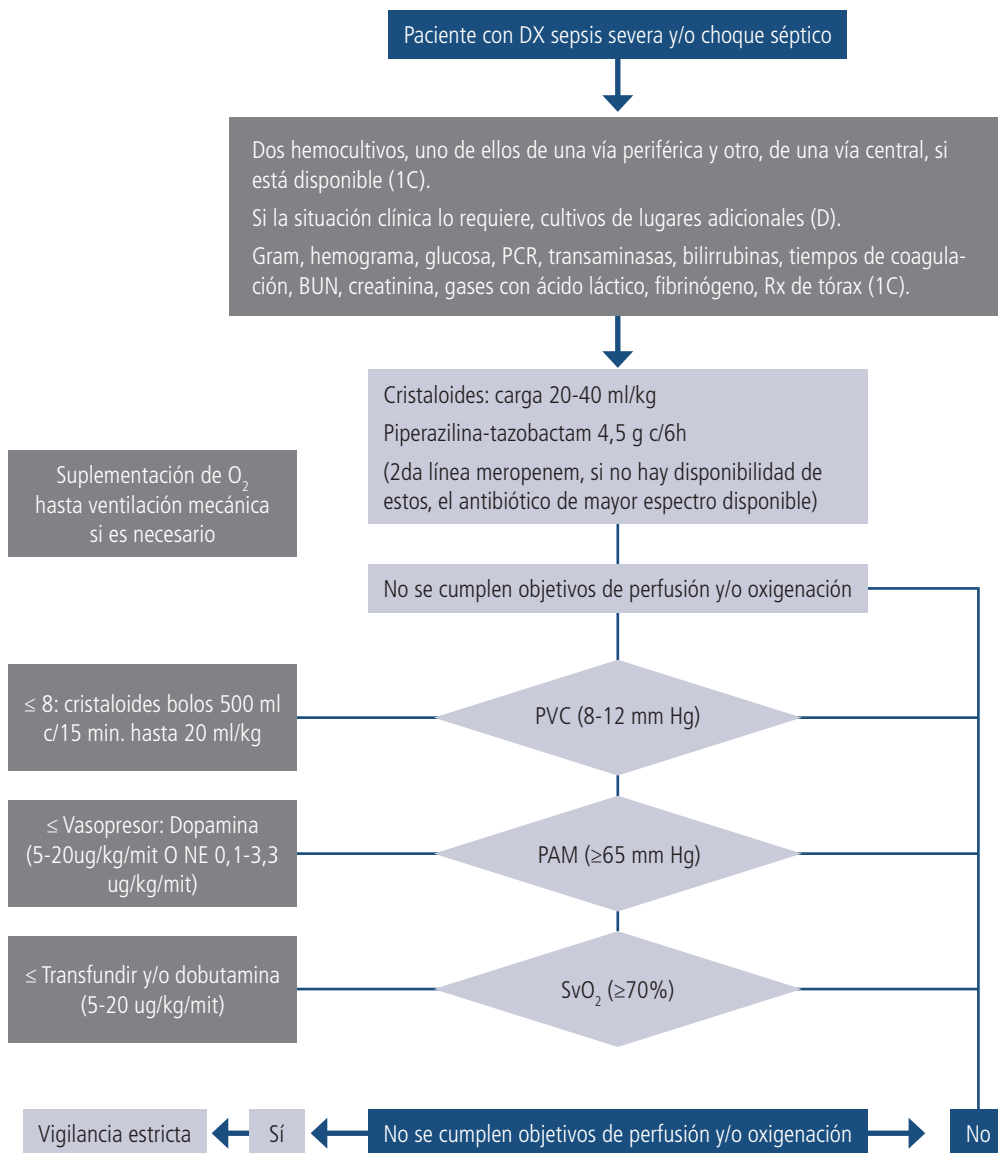 Paciente con DX sepsis severa y/o choque séptico
Dos hemocultivos, uno de ellos de una vía periférica y otro, de una vía central, si
está disponible (1C).
Si la situación clínica lo requiere, cultivos de lugares adicionales (D).
Gram, hemograma, glucosa, PCR, transaminasas, bilirrubinas, tiempos de coagula-
ción, BUN, creatinina, gases con ácido láctico, fibrinógeno, Rx de tórax (1C).
Cristaloides: carga 20-40 ml/kg
Piperazilina-tazobactam 4,5 g c/6h
(2da línea meropenem, si no hay disponibilidad de
estos, el antibiótico de mayor espectro disponible)
Suplementación de O₂
hasta ventilación mecánica
si es necesario
No se cumplen objetivos de perfusión y/o oxigenación
≤ 8: cristaloides bolos 500 ml
c/15 min. hasta 20 ml/kg
PVC (8-12 mm Hg)
≤ Vasopresor: Dopamina
(5-20ug/kg/mit O NE 0,1-3,3
ug/kg/mit)
PAM (≥65 mm Hg)
≤ Transfundir y/o dobutamina
(5-20 ug/kg/mit)
SvO₂ (≥70%)
Vigilancia estricta
Sí
No se cumplen objetivos de perfusión y/o oxigenación
No